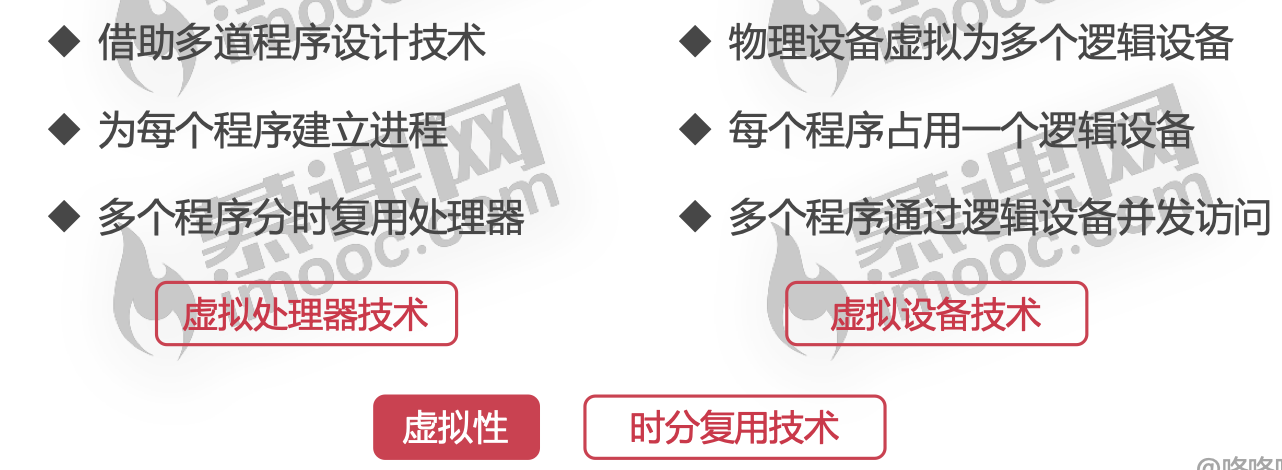 借助多道程序设计技术
为每个程序建立进程
多个程序分时复用处理器
虚拟处理器技术
物理设备虚拟为多个逻辑设备
每个程序占用一个逻辑设备
多个程序通过逻辑设备并发访问
虚拟设备技术
虚拟性
时分复用技术
慕课网
imooc.com
慕课网
imooc.com